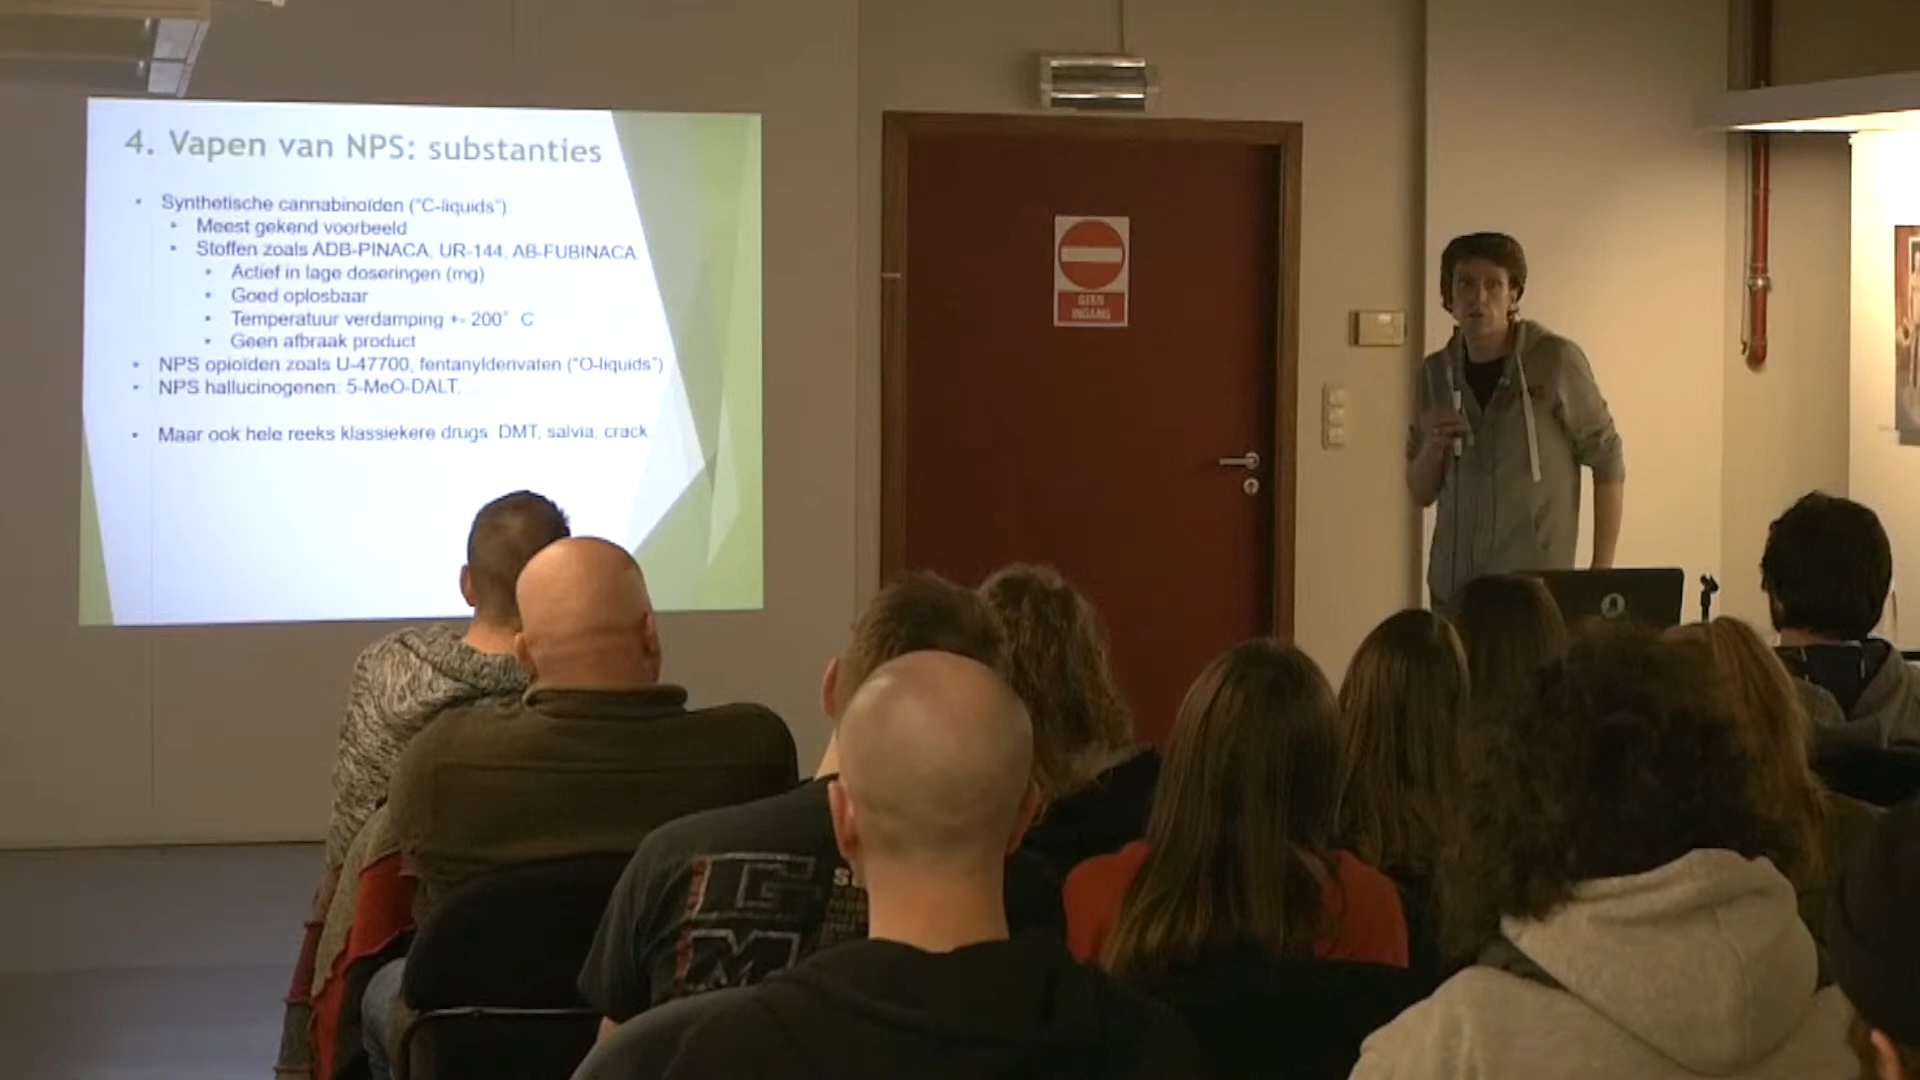 4. Vapen van NPS: substanties
• Synthetische cannabinoïden ("C-liquids")
• Meest gekend voorbeeld
• Stoffen zoals ADB-PINACA, UR-144, AB-FUBINACA
• Actief in lage doseringen (mg)
• Goed oplosbaar
• Temperatuur verdamping +- 200° C
• Geen afbraak product
• NPS opioïden zoals U-47700, fentanylderivaten ("O-liquids")
• NPS hallucinogenen: 5-MeO-DALT,
• Maar ook hele reeks klassiekere drugs: DMT, salvia, crack
GEEN
INGANG